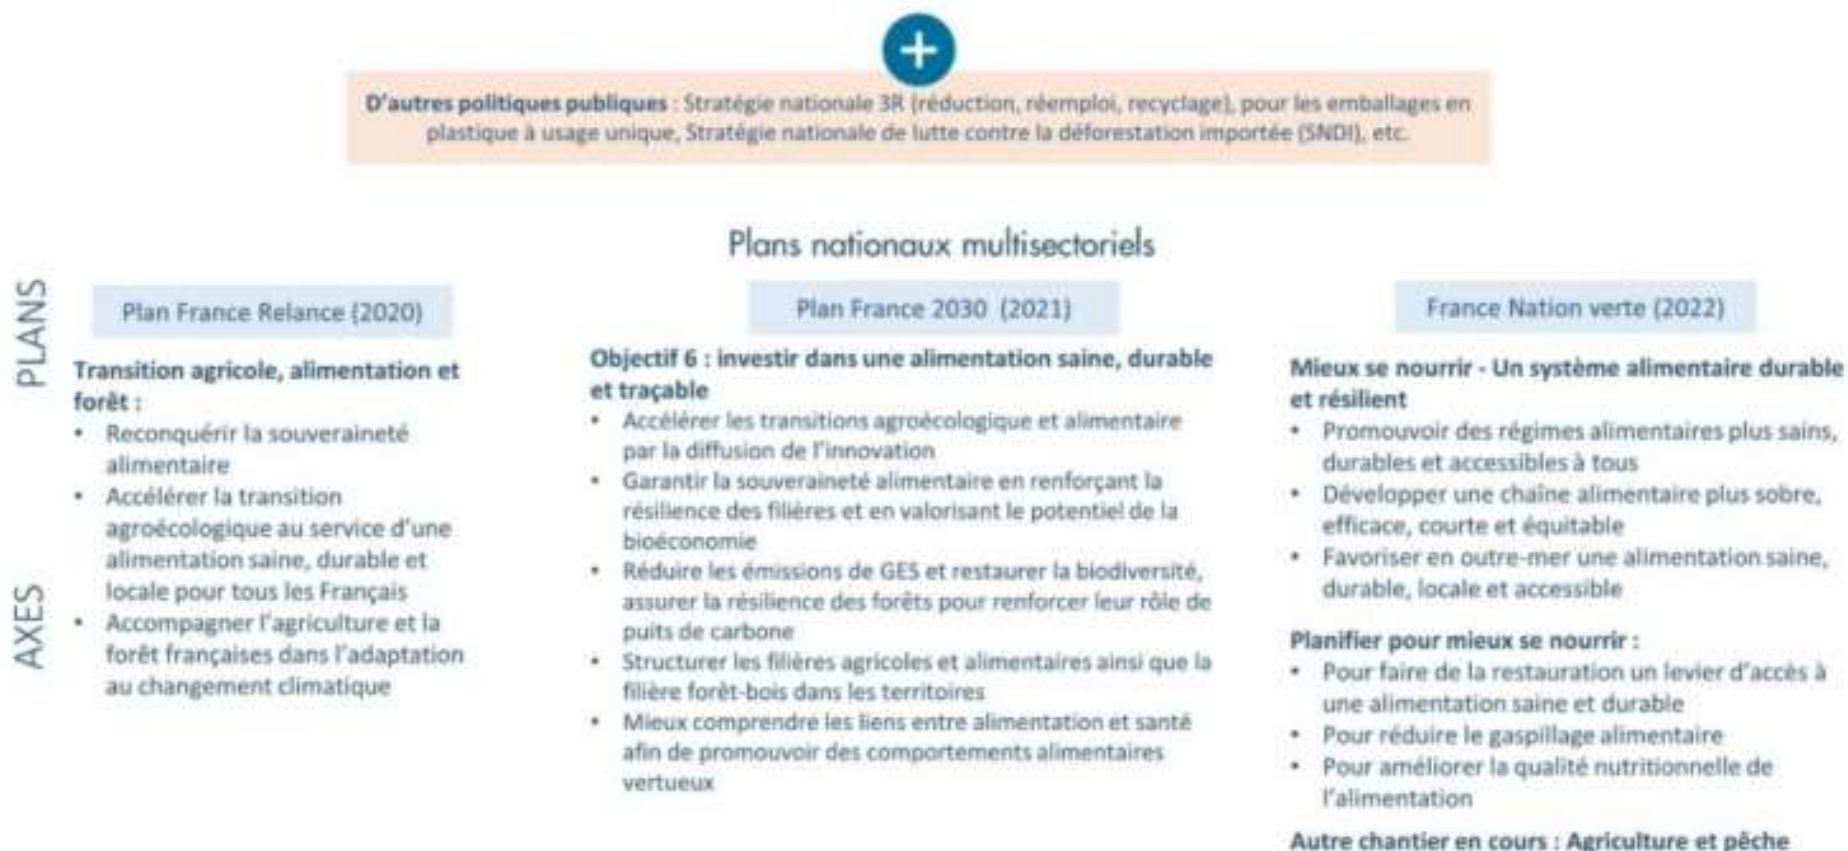 D'autres politiques publiques : Stratégie nationale 3R (réduction, réemploi, recyclage), pour les emballages en
plastique à usage unique, Stratégie nationale de lutte contre la déforestation importée (SNDI), etc.
Plans nationaux multisectoriels
PLANS
Plan France Relance (2020)
Transition agricole, alimentation et
forêt :
• Reconquérir la souveraineté
alimentaire
• Accélérer la transition
agroécologique au service d'une
alimentation saine, durable et
locale pour tous les Français
• Accompagner l'agriculture et la
forêt françaises dans l'adaptation
au changement climatique
Plan France 2030 (2021)
Objectif 6 : investir dans une alimentation saine, durable
et traçable
• Accélérer les transitions agroécologique et alimentaire
par la diffusion de l'innovation
• Garantir la souveraineté alimentaire en renforçant la
résilience des filières et en valorisant le potentiel de la
bioéconomie
• Réduire les émissions de GES et restaurer la biodiversité,
assurer la résilience des forêts pour renforcer leur rôle de
puits de carbone
• Structurer les filières agricoles et alimentaires ainsi que la
filière forêt-bois dans les territoires
• Mieux comprendre les liens entre alimentation et santé
afin de promouvoir des comportements alimentaires
vertueux
France Nation verte (2022)
Mieux se nourrir - Un système alimentaire durable
et résilient
• Promouvoir des régimes alimentaires plus sains,
durables et accessibles à tous
• Développer une chaîne alimentaire plus sobre,
efficace, courte et équitable
• Favoriser en outre-mer une alimentation saine,
durable, locale et accessible
Planifier pour mieux se nourrir :
• Pour faire de la restauration un levier d'accès à
une alimentation saine et durable
• Pour réduire le gaspillage alimentaire
• Pour améliorer la qualité nutritionnelle de
l'alimentation
Autre chantier en cours : Agriculture et pêche
AXES